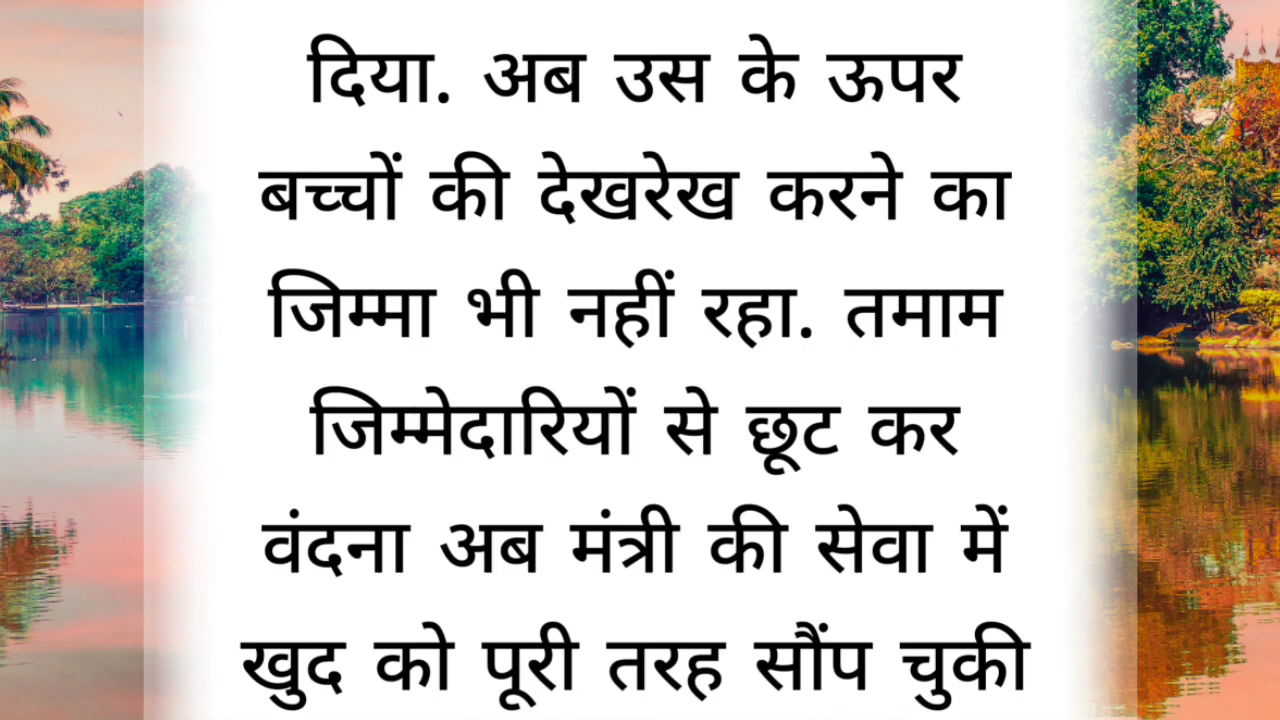 दिया. अब उस के ऊपर
बच्चों की देखरेख करने का
जिम्मा भी नहीं रहा. तमाम
जिम्मेदारियों से छूट कर
वंदना अब मंत्री की सेवा में
खुद को पूरी तरह सौंप चुकी